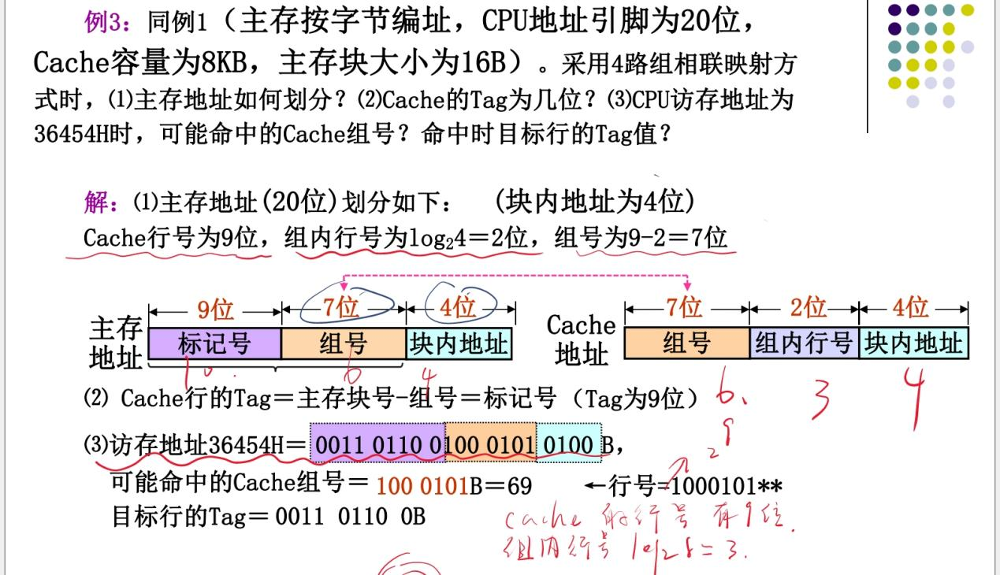 例3：同例1（主存按字节编址，CPU地址引脚为20位，
Cache容量为8KB，主存块大小为16B）。采用4路组相联映射方
式时，⑴主存地址如何划分？⑵Cache的Tag为几位？⑶CPU访存地址为
36454H时，可能命中的Cache组号？命中时目标行的Tag值？
解：⑴主存地址(20位)划分如下： (块内地址为4位)
Cache行号为9位，组内行号为log₂4＝2位，组号为9-2＝7位
9位 7位 4位 7位 2位 4位
主存地址 标记号 组号 块内地址 Cache地址 组号 组内行号 块内地址
10 6 4 6 3 4
⑵ Cache行的Tag＝主存块号-组号＝标记号（Tag为9位）
9
⑶访存地址36454H＝0011 0110 0100 0101 0100 B，
2
可能命中的Cache组号＝100 0101B＝69 ←行号=1000101**
目标行的Tag＝0011 0110 0B
cache 的行号 有9位.
组内行号 log₂8=3.